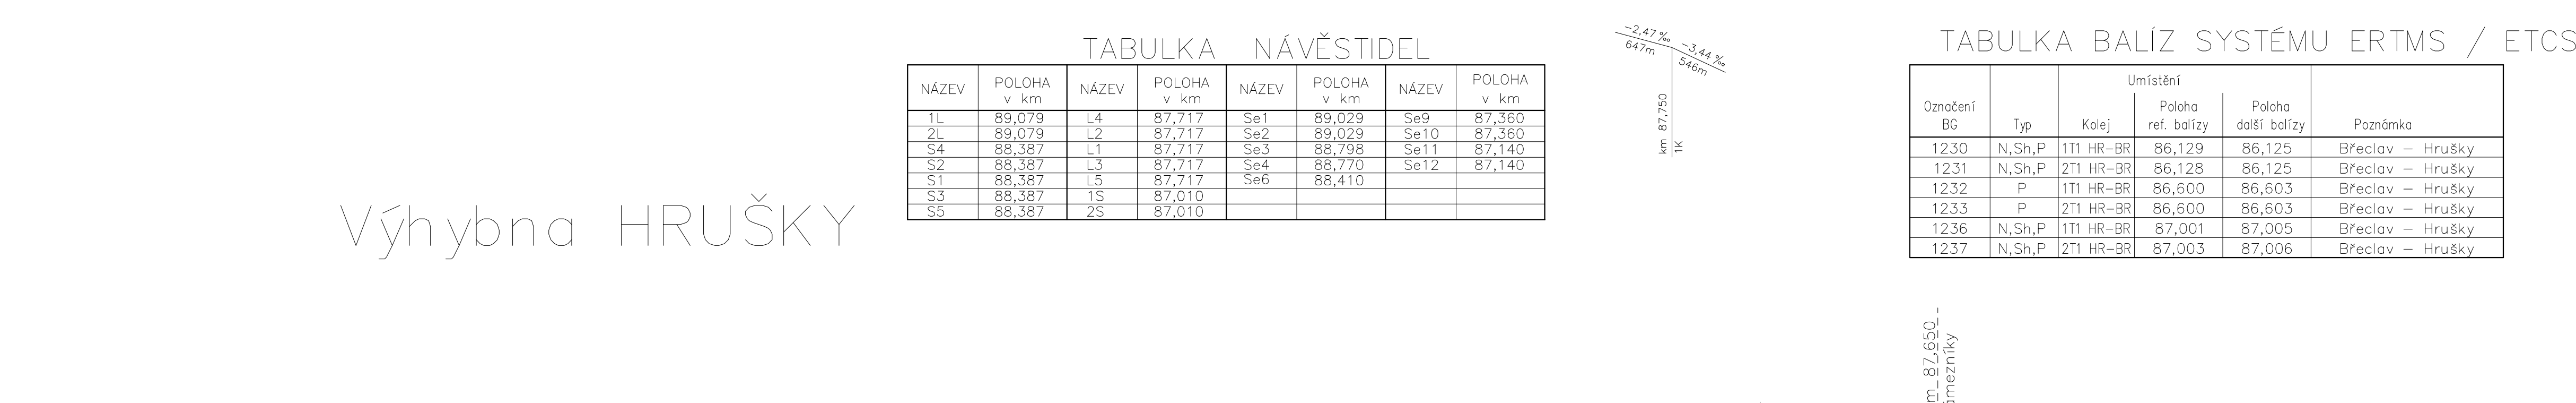 Výhybna HRUŠKY
TABULKA NÁVĚSTIDEL
NÁZEV POLOHA v km NÁZEV POLOHA v km NÁZEV POLOHA v km NÁZEV POLOHA v km
1L 89,079 L4 87,717 Se1 89,029 Se9 87,360
2L 89,079 L2 87,717 Se2 89,029 Se10 87,360
S4 88,387 L1 87,717 Se3 88,798 Se11 87,140
S2 88,387 L3 87,717 Se4 88,770 Se12 87,140
S1 88,387 L5 87,717 Se6 88,410
S3 88,387 1S 87,010
S5 88,387 2S 87,010
-2,47 ‰
647m
-3,44 ‰
546m
km 87,750
1K
TABULKA BALÍZ SYSTÉMU ERTMS / ETCS
Umístění
Označení BG Typ Kolej Poloha ref. balízy Poloha další balízy Poznámka
1230 N,Sh,P 1T1 HR-BR 86,129 86,125 Břeclav - Hrušky
1231 N,Sh,P 2T1 HR-BR 86,128 86,125 Břeclav - Hrušky
1232 P 1T1 HR-BR 86,600 86,603 Břeclav - Hrušky
1233 P 2T1 HR-BR 86,600 86,603 Břeclav - Hrušky
1236 N,Sh,P 1T1 HR-BR 87,001 87,005 Břeclav - Hrušky
1237 N,Sh,P 2T1 HR-BR 87,003 87,006 Břeclav - Hrušky
87,650